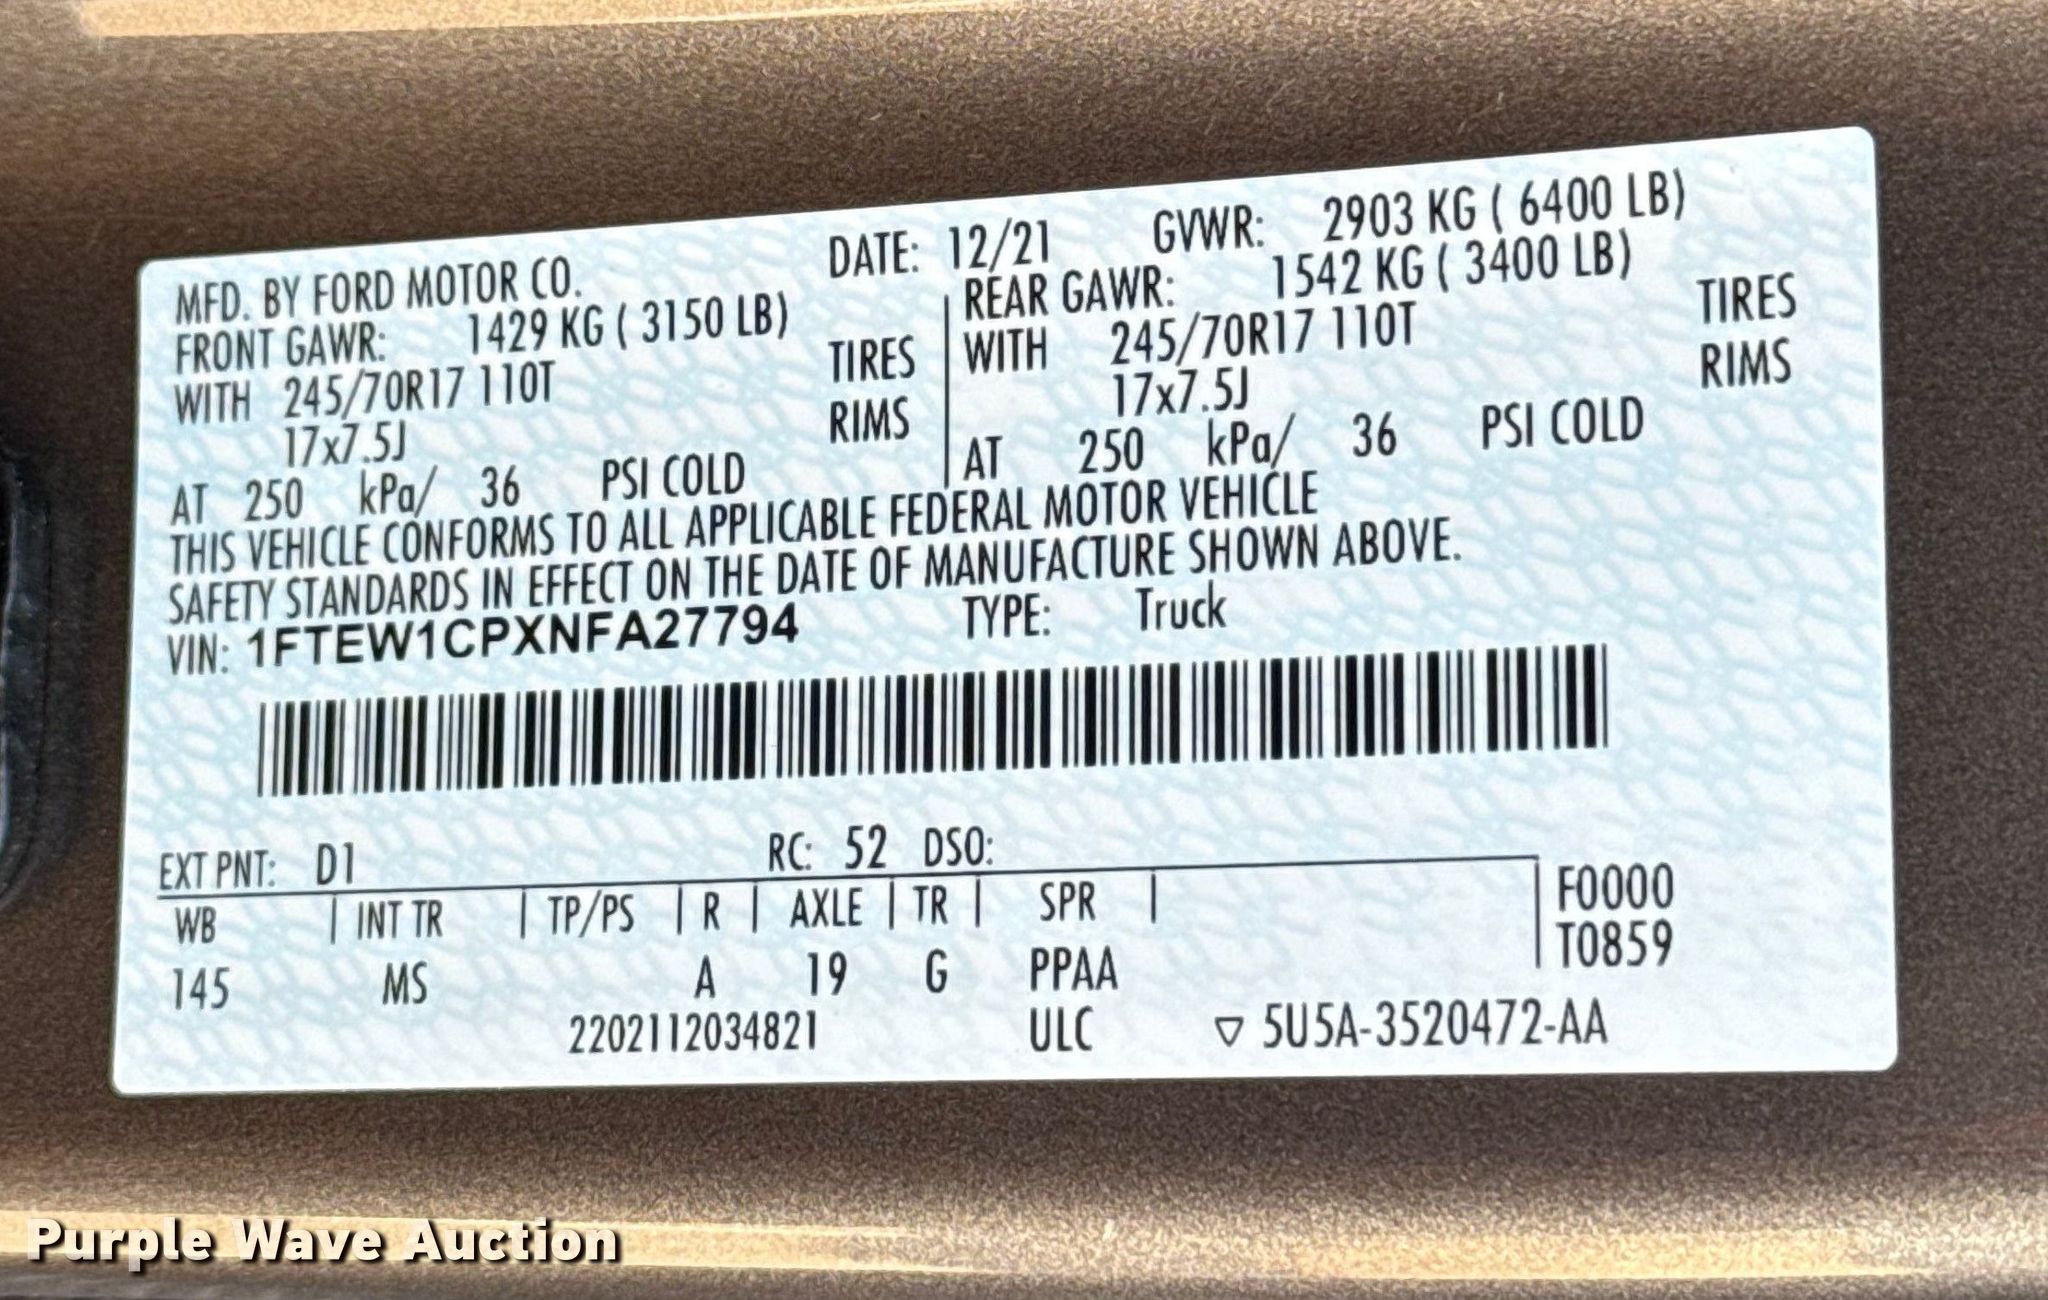 MFD. BY FORD MOTOR CO. DATE: 12/21 GVWR: 2903 KG ( 6400 LB)
FRONT GAWR: 1429 KG ( 3150 LB) REAR GAWR: 1542 KG ( 3400 LB)
WITH 245/70R17 110T TIRES WITH 245/70R17 110T TIRES
17x7.5J RIMS 17x7.5J RIMS
AT 250 kPa/ 36 PSI COLD AT 250 kPa/ 36 PSI COLD
THIS VEHICLE CONFORMS TO ALL APPLICABLE FEDERAL MOTOR VEHICLE
SAFETY STANDARDS IN EFFECT ON THE DATE OF MANUFACTURE SHOWN ABOVE.
VIN: 1FTEW1CPXNFA27794 TYPE: Truck
EXT PNT: D1 RC: 52 DSO:
WB | INT TR | TP/PS | R | AXLE | TR | SPR | F0000
T0859
145 MS A 19 G PPAA
2202112034821 ULC ▽ 5U5A-3520472-AA
Purple Wave Auction